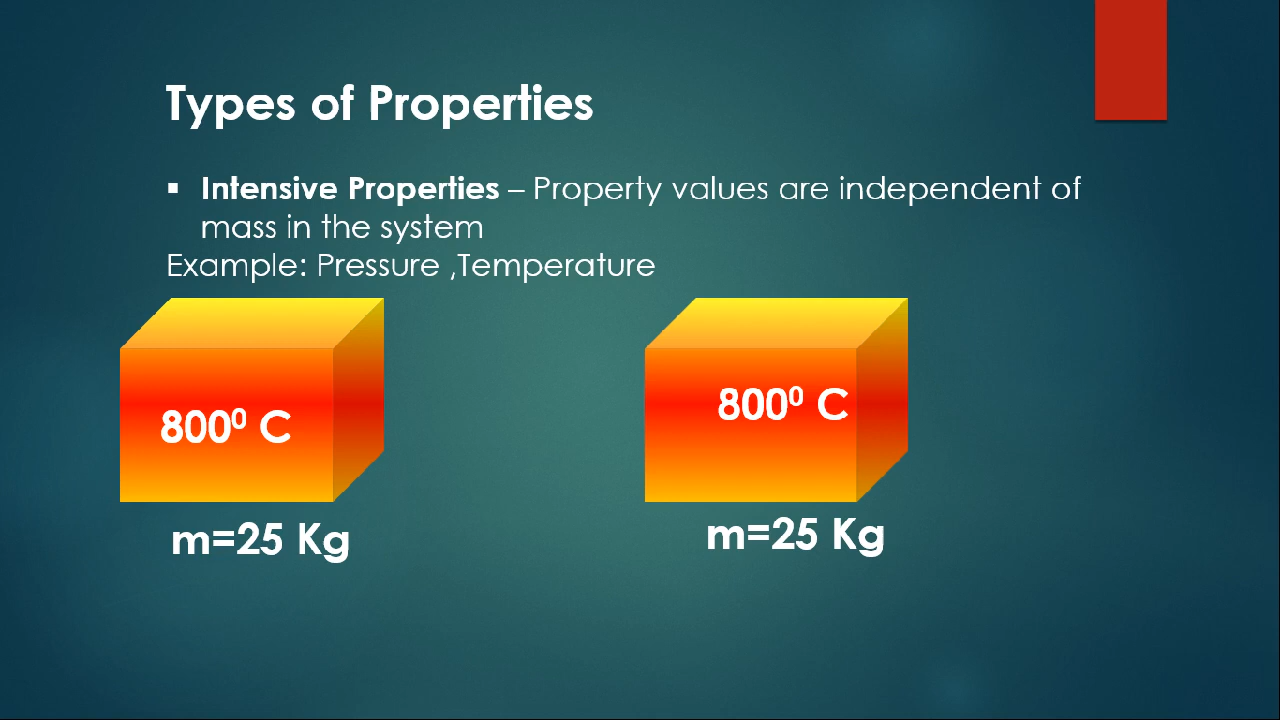 Types of Properties
▪ Intensive Properties – Property values are independent of
mass in the system
Example: Pressure ,Temperature
800⁰ C
800⁰ C
m=25 Kg
m=25 Kg